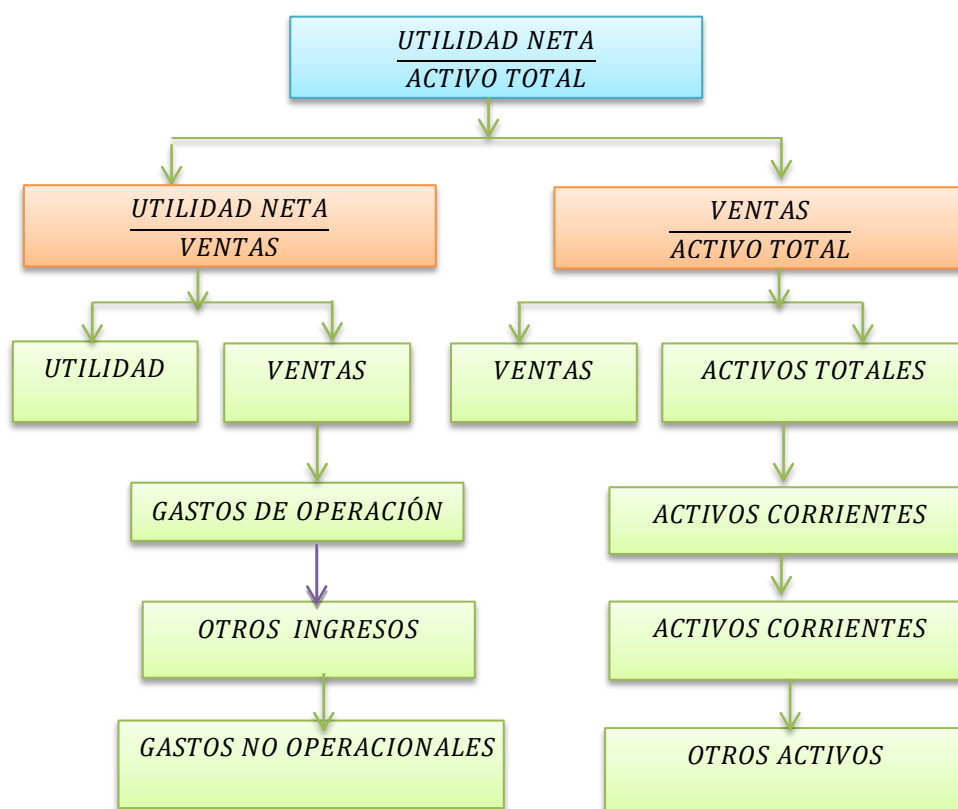 UTILIDAD NETA
ACTIVO TOTAL
UTILIDAD NETA
VENTAS
VENTAS
ACTIVO TOTAL
UTILIDAD
VENTAS
VENTAS
ACTIVOS TOTALES
GASTOS DE OPERACIÓN
ACTIVOS CORRIENTES
OTROS INGRESOS
ACTIVOS CORRIENTES
GASTOS NO OPERACIONALES
OTROS ACTIVOS